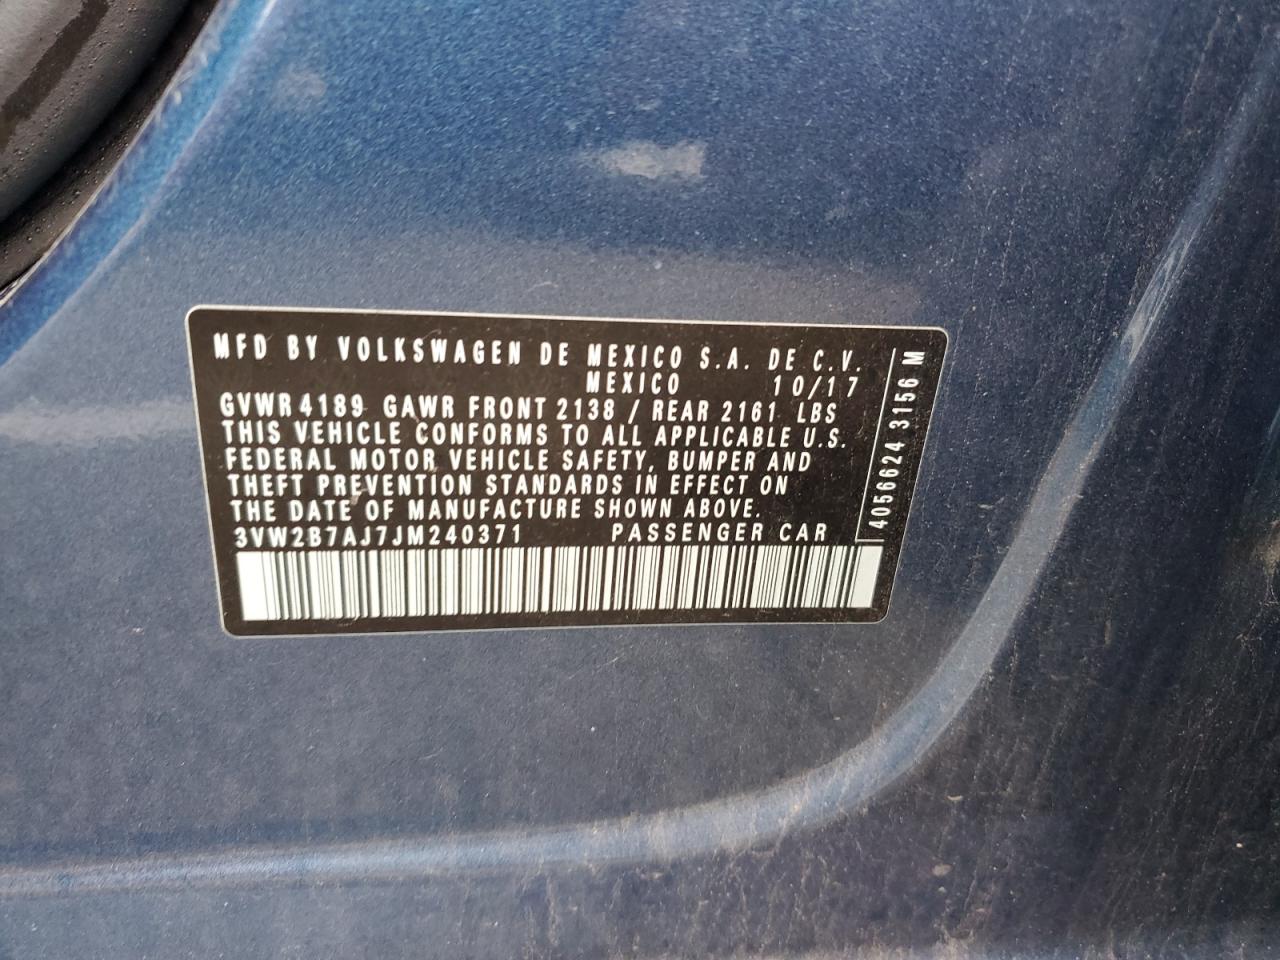 MFD BY VOLKSWAGEN DE MEXICO S.A. DE C.V.
MEXICO 10/17
GVWR 4189 GAWR FRONT 2138 / REAR 2161 LBS
THIS VEHICLE CONFORMS TO ALL APPLICABLE U.S.
FEDERAL MOTOR VEHICLE SAFETY, BUMPER AND
THEFT PREVENTION STANDARDS IN EFFECT ON
THE DATE OF MANUFACTURE SHOWN ABOVE.
3VW2B7AJ7JM240371 PASSENGER CAR
4056624 3156 M